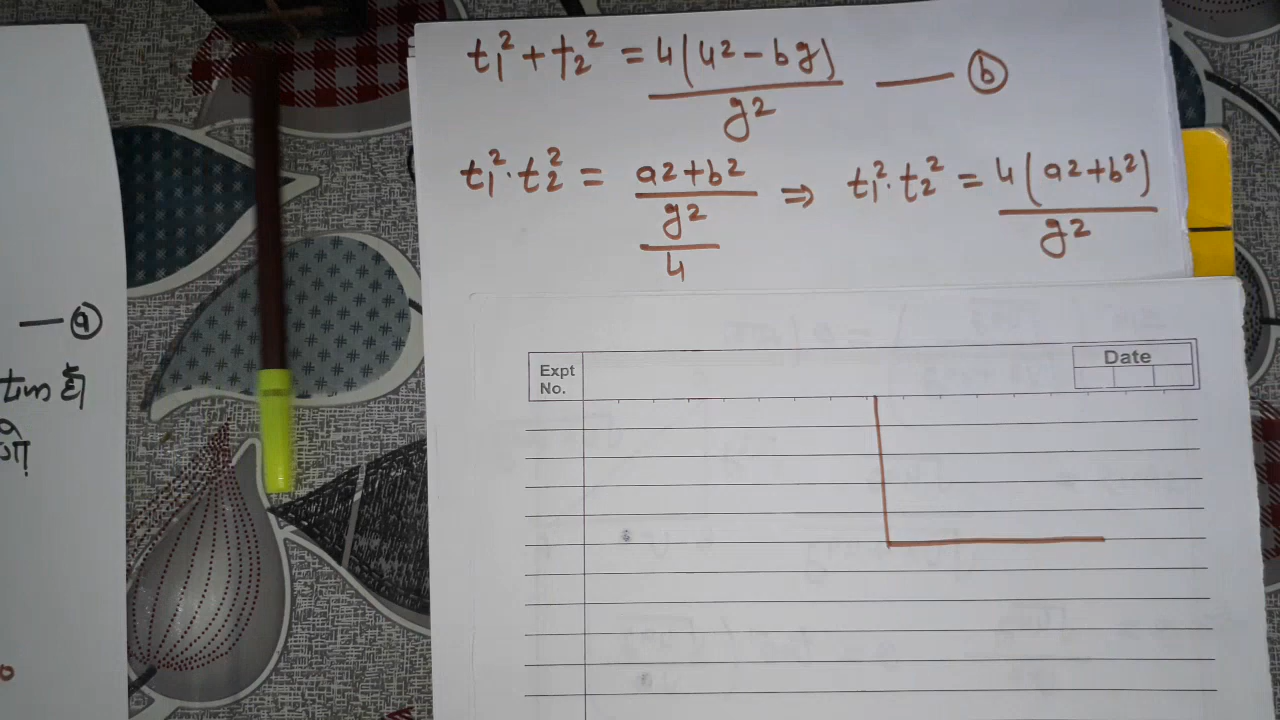 t₁² + t₂² = 4(u² - bg) / g² — (b)
t₁² · t₂² = (a² + b²) / (g² / 4) ⇒ t₁² · t₂² = 4(a² + b²) / g²
— (a)
Expt No.
Date